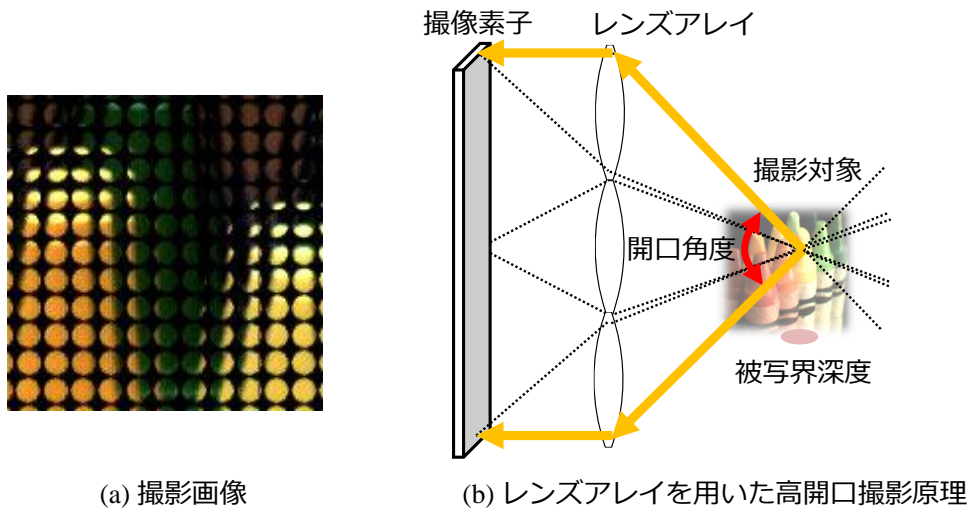 撮像素子
レンズアレイ
撮影対象
開口角度
被写界深度
(a) 撮影画像
(b) レンズアレイを用いた高開口撮影原理